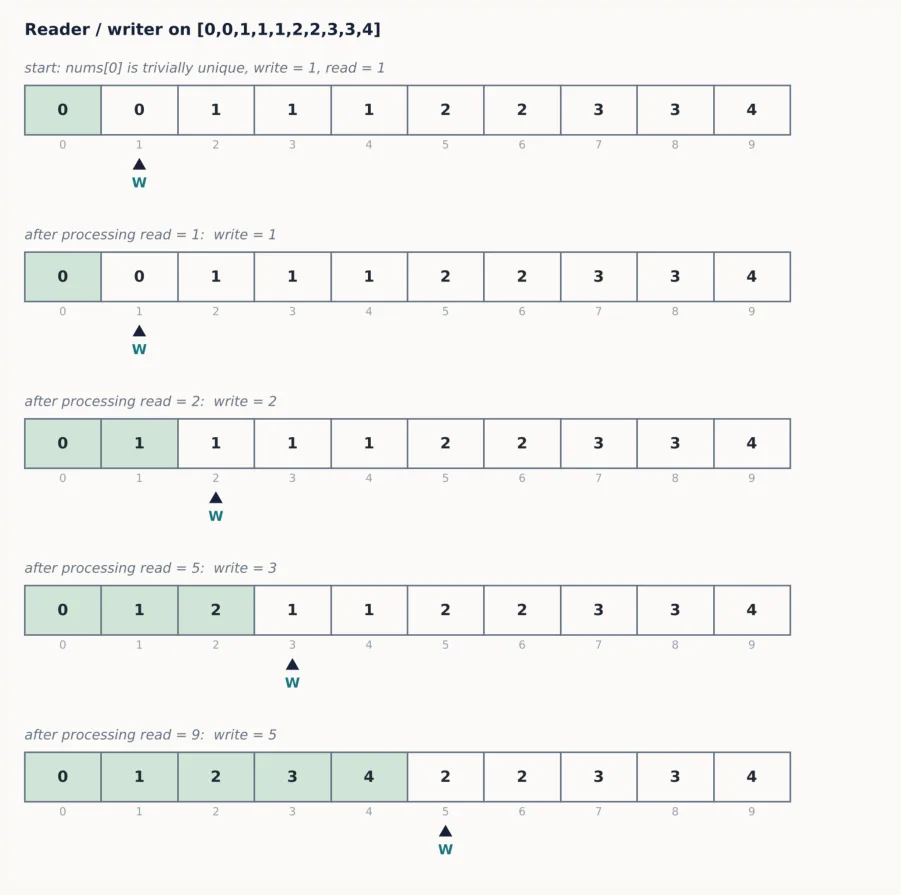 Reader / writer on [0,0,1,1,1,2,2,3,3,4]
start: nums[0] is trivially unique, write = 1, read = 1
0 0 1 1 1 2 2 3 3 4
0 1 2 3 4 5 6 7 8 9
W
after processing read = 1:  write = 1
0 0 1 1 1 2 2 3 3 4
0 1 2 3 4 5 6 7 8 9
W
after processing read = 2:  write = 2
0 1 1 1 1 2 2 3 3 4
0 1 2 3 4 5 6 7 8 9
W
after processing read = 5:  write = 3
0 1 2 1 1 2 2 3 3 4
0 1 2 3 4 5 6 7 8 9
W
after processing read = 9:  write = 5
0 1 2 3 4 2 2 3 3 4
0 1 2 3 4 5 6 7 8 9
W